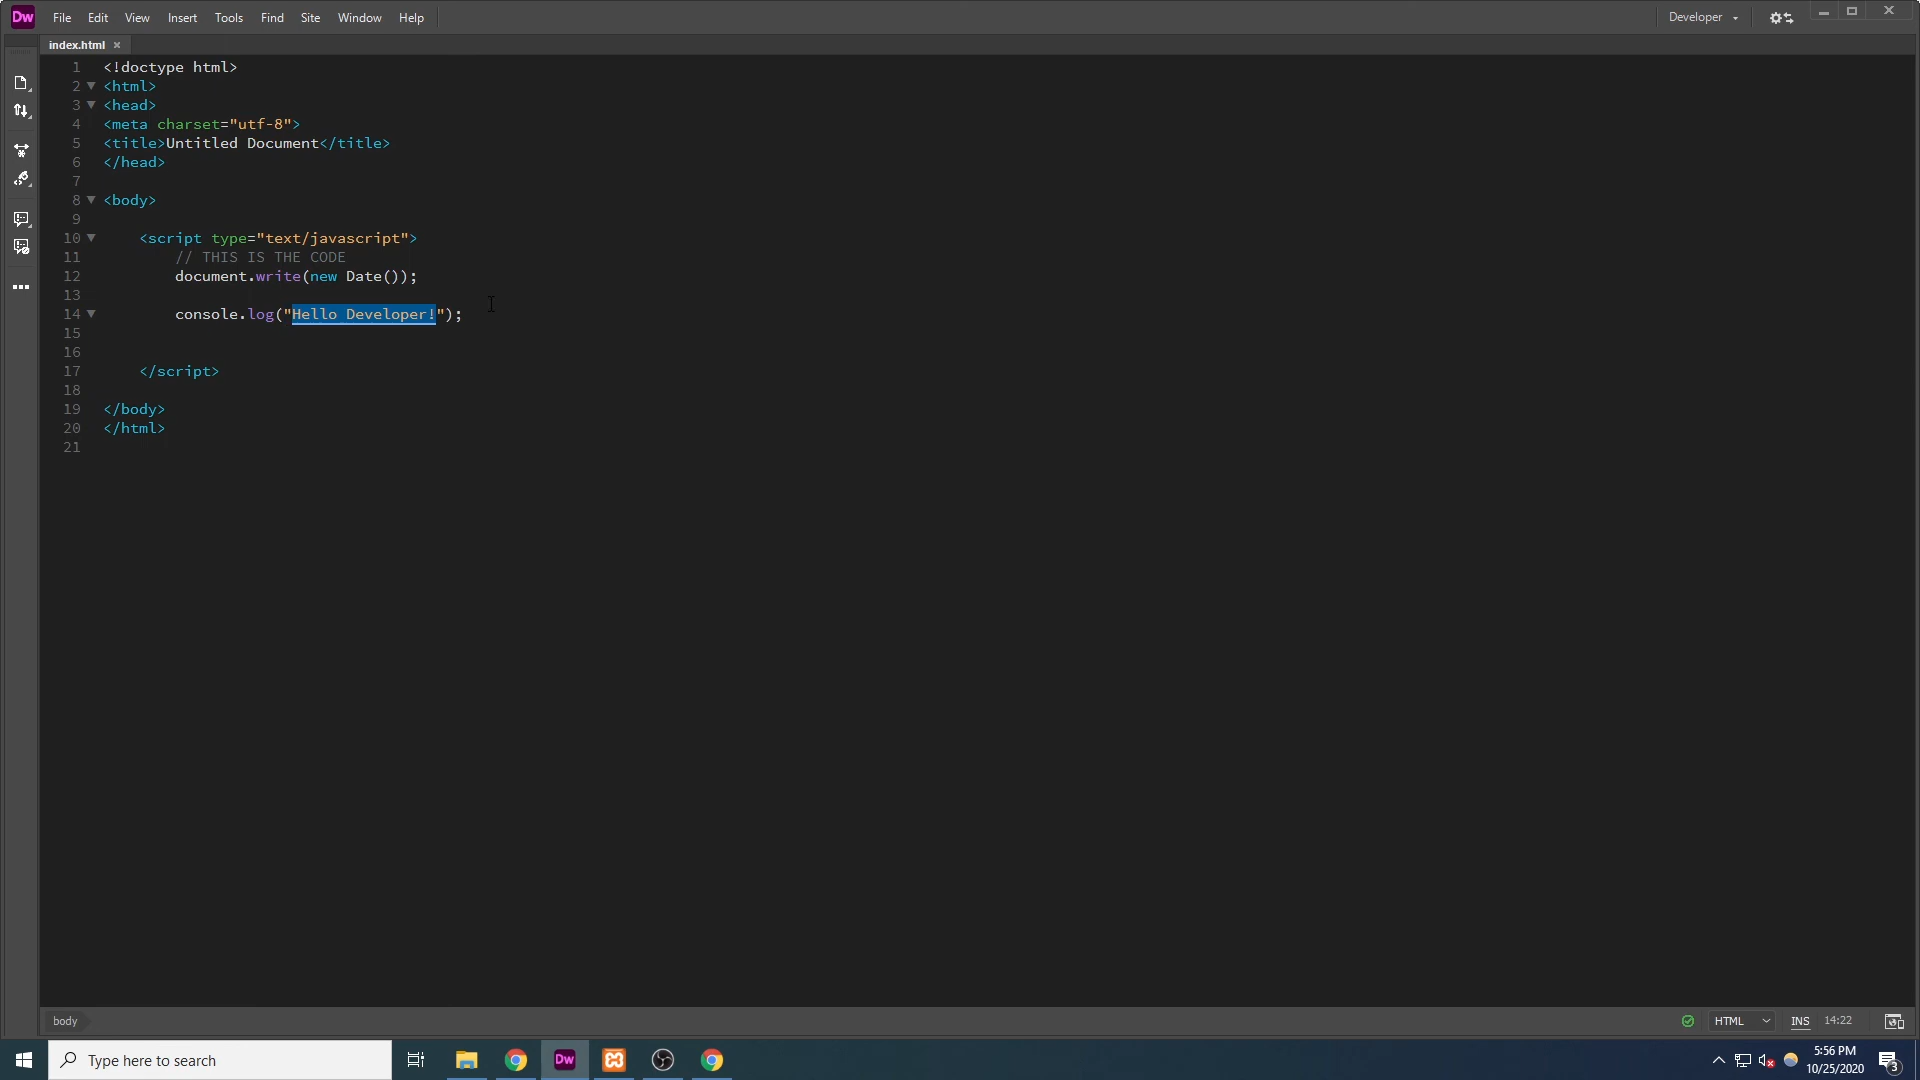 Dw File Edit View Insert Tools Find Site Window Help Developer
index.html
1 <!doctype html>
2 <html>
3 <head>
4 <meta charset="utf-8">
5 <title>Untitled Document</title>
6 </head>
7
8 <body>
9
10 <script type="text/javascript">
11 // THIS IS THE CODE
12 document.write(new Date());
13
14 console.log("Hello Developer!");
15
16
17 </script>
18
19 </body>
20 </html>
21
body HTML INS 14:22
Type here to search Dw 5:56 PM
10/25/2020 3